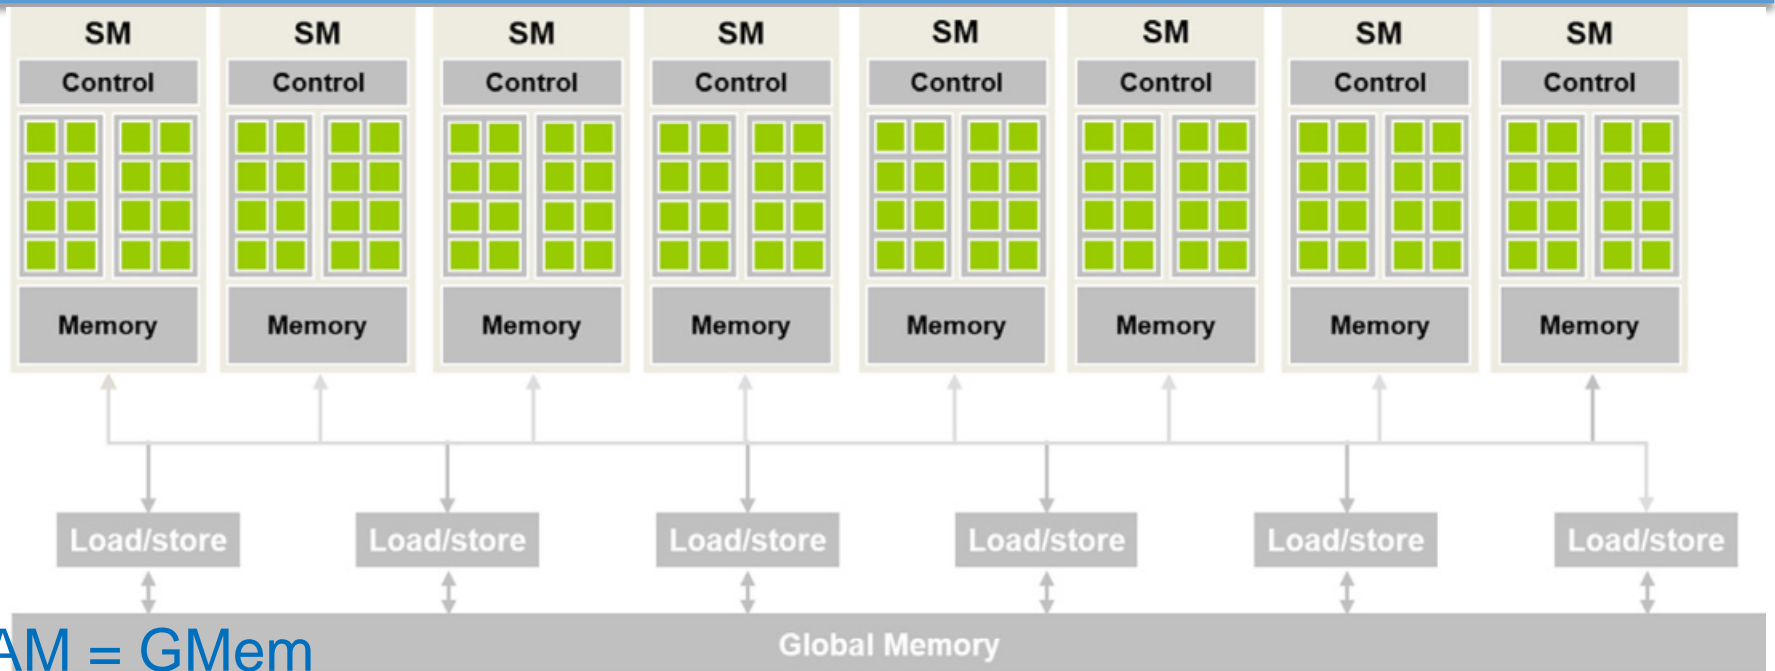 SM SM SM SM SM SM SM SM
Control Control Control Control Control Control Control Control
Memory Memory Memory Memory Memory Memory Memory Memory
Load/store Load/store Load/store Load/store Load/store Load/store
AM = GMem
Global Memory